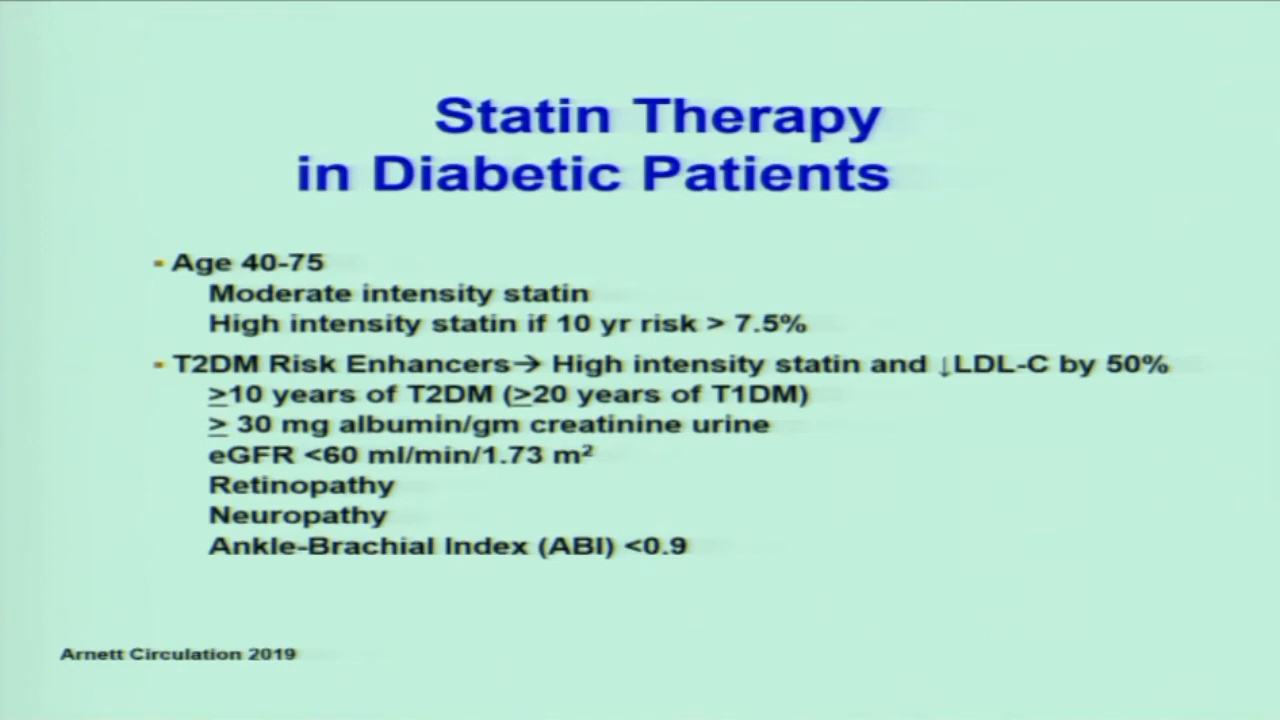 Statin Therapy
in Diabetic Patients
▪ Age 40-75
Moderate intensity statin
High intensity statin if 10 yr risk > 7.5%
▪ T2DM Risk Enhancers→ High intensity statin and ↓LDL-C by 50%
≥10 years of T2DM (≥20 years of T1DM)
≥ 30 mg albumin/gm creatinine urine
eGFR <60 ml/min/1.73 m²
Retinopathy
Neuropathy
Ankle-Brachial Index (ABI) <0.9
Arnett Circulation 2019